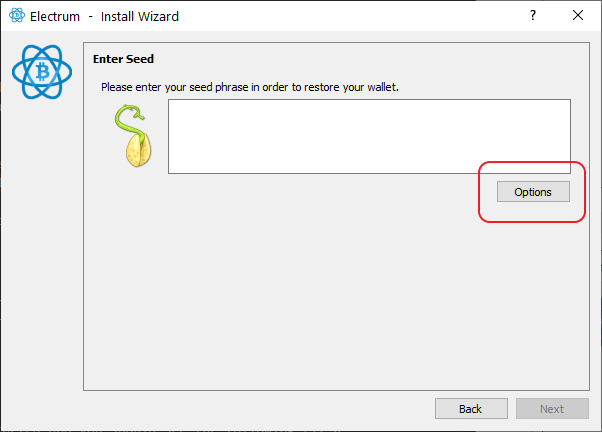 Electrum - Install Wizard
Enter Seed
Please enter your seed phrase in order to restore your wallet.
Options
Back
Next